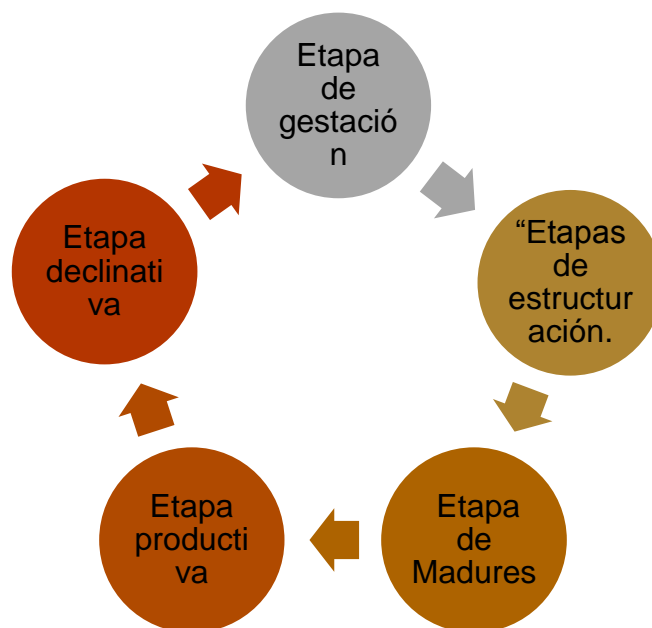 Etapa
de
gestació
n
“Etapas
de
estructur
ación.
Etapa
de
Madures
Etapa
producti
va
Etapa
declinati
va